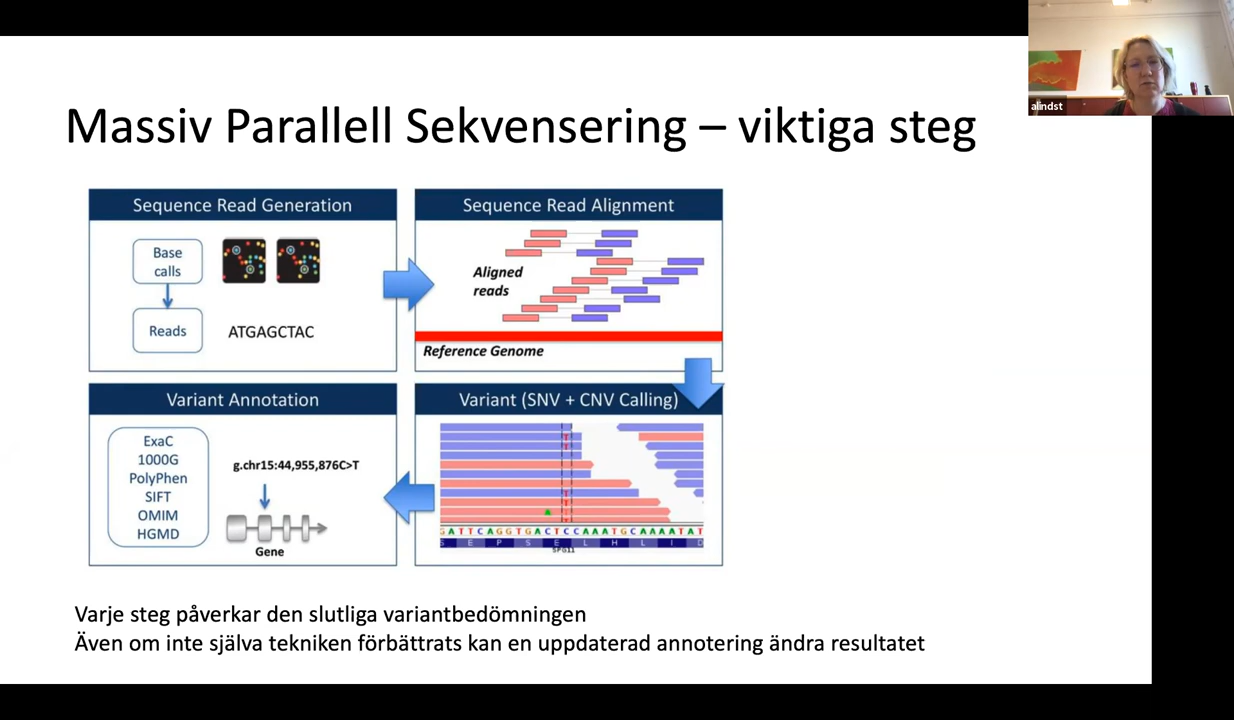 alindst
Massiv Parallell Sekvensering – viktiga steg
Sequence Read Generation
Base
calls
Reads
ATGAGCTAC
Sequence Read Alignment
Aligned
reads
Reference Genome
Variant Annotation
ExaC
1000G
PolyPhen
SIFT
OMIM
HGMD
g.chr15:44,955,876C>T
Gene
Variant (SNV + CNV Calling)
T
T
T
T
G A T T C A G G T G A C T C C A A A T G C A A A A T A T
S E P S E L H L I D
SPG11
Varje steg påverkar den slutliga variantbedömningen
Även om inte själva tekniken förbättrats kan en uppdaterad annotering ändra resultatet